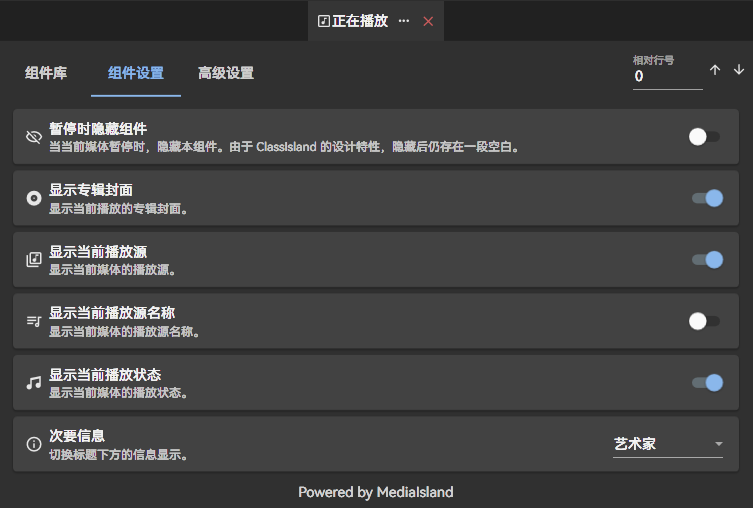 正在播放 ···
组件库 组件设置 高级设置
相对行号
0
暂停时隐藏组件
当当前媒体暂停时，隐藏本组件。由于 ClassIsland 的设计特性，隐藏后仍存在一段空白。
显示专辑封面
显示当前播放的专辑封面。
显示当前播放源
显示当前媒体的播放源。
显示当前播放源名称
显示当前媒体的播放源名称。
显示当前播放状态
显示当前媒体的播放状态。
次要信息
切换标题下方的信息显示。
艺术家
Powered by MediaIsland